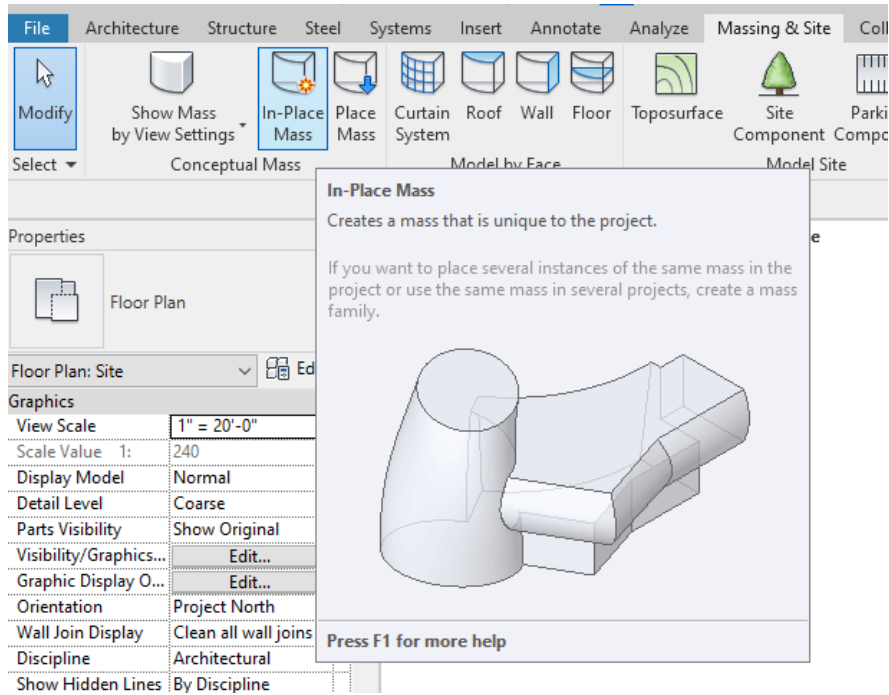 File Architecture Structure Steel Systems Insert Annotate Analyze Massing & Site Coll
Modify
Show Mass
by View Settings
In-Place
Mass
Place
Mass
Curtain
System
Roof
Wall
Floor
Toposurface
Site
Component
Parki
Compo
Select Conceptual Mass Model by Face Model Site
In-Place Mass
Creates a mass that is unique to the project.
If you want to place several instances of the same mass in the
project or use the same mass in several projects, create a mass
family.
Press F1 for more help
Properties
Floor Plan
Floor Plan: Site Ed
Graphics
View Scale 1" = 20'-0"
Scale Value 1: 240
Display Model Normal
Detail Level Coarse
Parts Visibility Show Original
Visibility/Graphics... Edit...
Graphic Display O... Edit...
Orientation Project North
Wall Join Display Clean all wall joins
Discipline Architectural
Show Hidden Lines By Discipline